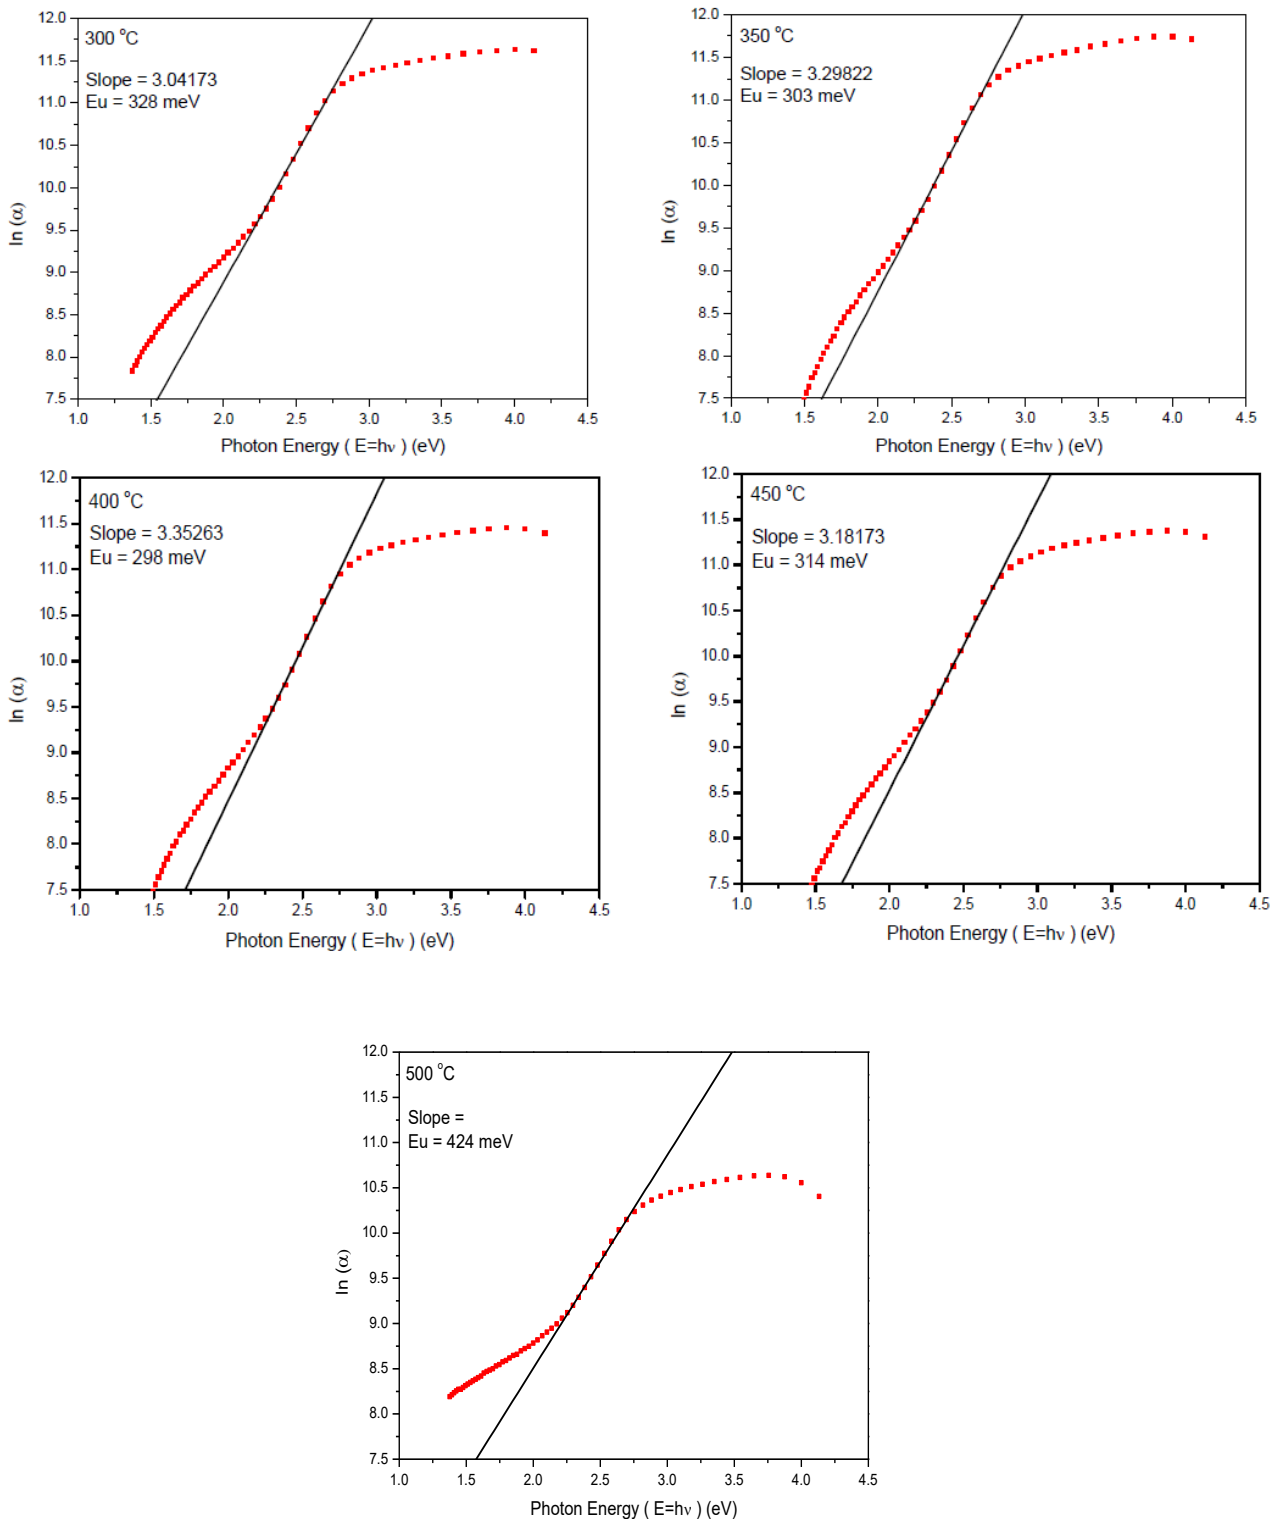 300 °C
Slope = 3.04173
Eu = 328 meV
12.0
11.5
11.0
10.5
10.0
9.5
9.0
8.5
8.0
7.5
ln (α)
1.0 1.5 2.0 2.5 3.0 3.5 4.0 4.5
Photon Energy ( E=hν ) (eV)
350 °C
Slope = 3.29822
Eu = 303 meV
12.0
11.5
11.0
10.5
10.0
9.5
9.0
8.5
8.0
7.5
ln (α)
1.0 1.5 2.0 2.5 3.0 3.5 4.0 4.5
Photon Energy ( E=hν ) (eV)
400 °C
Slope = 3.35263
Eu = 298 meV
12.0
11.5
11.0
10.5
10.0
9.5
9.0
8.5
8.0
7.5
ln (α)
1.0 1.5 2.0 2.5 3.0 3.5 4.0 4.5
Photon Energy ( E=hν ) (eV)
450 °C
Slope = 3.18173
Eu = 314 meV
12.0
11.5
11.0
10.5
10.0
9.5
9.0
8.5
8.0
7.5
ln (α)
1.0 1.5 2.0 2.5 3.0 3.5 4.0 4.5
Photon Energy ( E=hν ) (eV)
500 °C
Slope =
Eu = 424 meV
12.0
11.5
11.0
10.5
10.0
9.5
9.0
8.5
8.0
7.5
ln (α)
1.0 1.5 2.0 2.5 3.0 3.5 4.0 4.5
Photon Energy ( E=hν ) (eV)